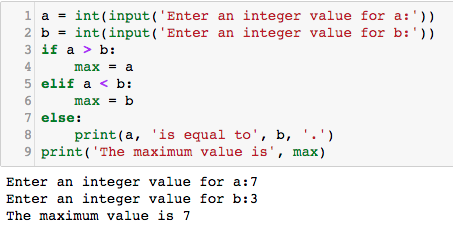 1 a = int(input('Enter an integer value for a:'))
2 b = int(input('Enter an integer value for b:'))
3 if a > b:
4     max = a
5 elif a < b:
6     max = b
7 else:
8     print(a, 'is equal to', b, '.')
9 print('The maximum value is', max)
Enter an integer value for a:7
Enter an integer value for b:3
The maximum value is 7